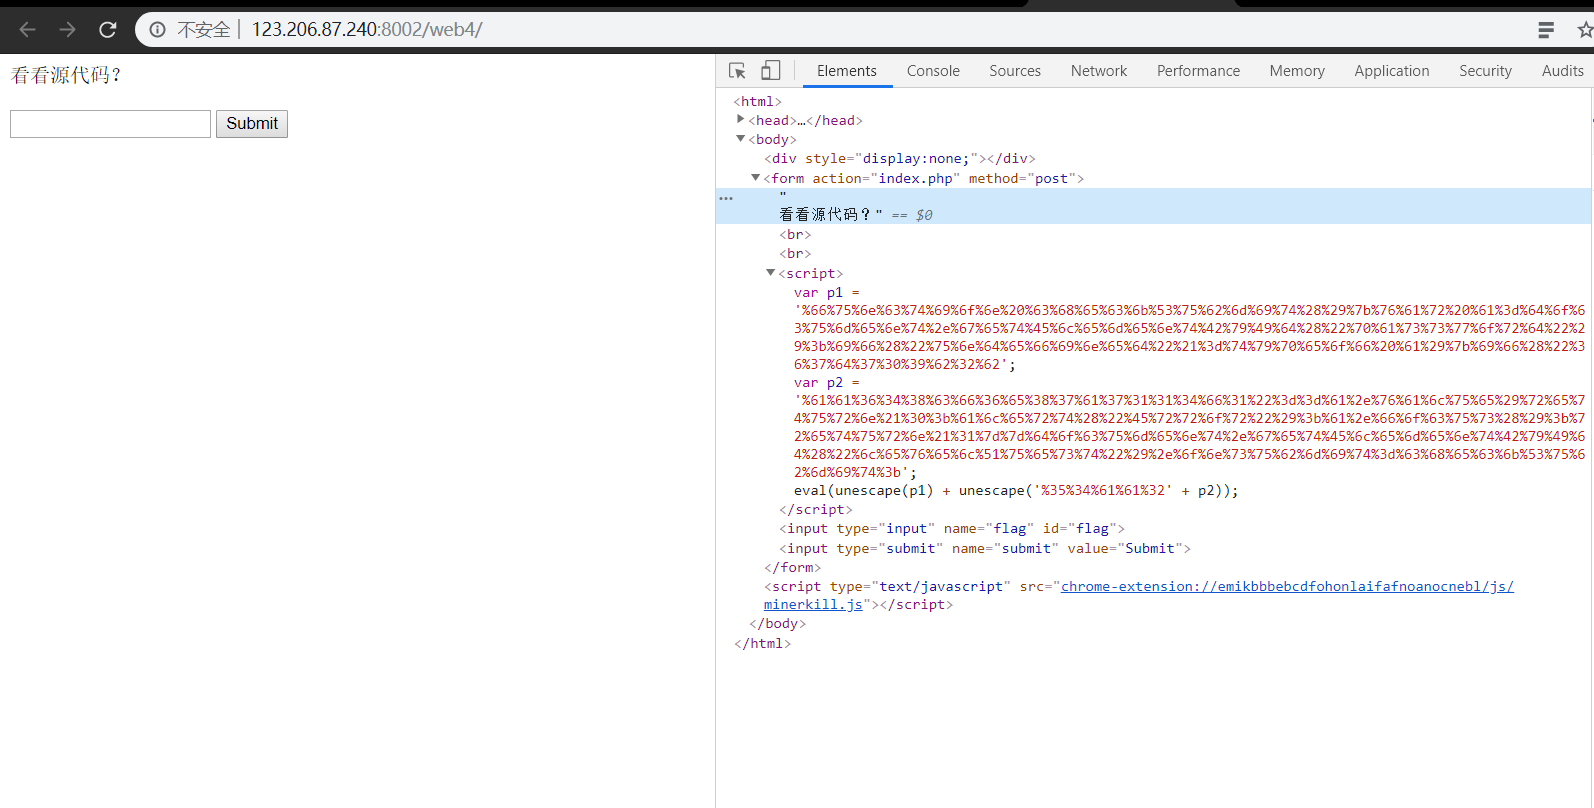 不安全 | 123.206.87.240:8002/web4/
看看源代码？
Submit
Elements Console Sources Network Performance Memory Application Security Audits
<html>
<head>…</head>
<body>
<div style="display:none;"></div>
<form action="index.php" method="post">
"
看看源代码？" == $0
<br>
<br>
<script>
var p1 =
'%66%75%6e%63%74%69%6f%6e%20%63%68%65%63%6b%53%75%62%6d%69%74%28%29%7b%76%61%72%20%61%3d%64%6f%6
3%75%6d%65%6e%74%2e%67%65%74%45%6c%65%6d%65%6e%74%42%79%49%64%28%22%70%61%73%73%77%6f%72%64%22%2
9%3b%69%66%28%22%75%6e%64%65%66%69%6e%65%64%22%21%3d%74%79%70%65%6f%66%20%61%29%7b%69%66%28%22%3
6%37%64%37%30%39%62%32%62';
var p2 =
'%61%61%36%34%38%63%66%36%65%38%37%61%37%31%31%34%66%31%22%3d%3d%61%2e%76%61%6c%75%65%29%72%65%7
4%75%72%6e%21%30%3b%61%6c%65%72%74%28%22%45%72%72%6f%72%22%29%3b%61%2e%66%6f%63%75%73%28%29%3b%7
2%65%74%75%72%6e%21%31%7d%7d%64%6f%63%75%6d%65%6e%74%2e%67%65%74%45%6c%65%6d%65%6e%74%42%79%49%6
4%28%22%6c%65%76%65%6c%51%75%65%73%74%22%29%2e%6f%6e%73%75%62%6d%69%74%3d%63%68%65%63%6b%53%75%6
2%6d%69%74%3b';
eval(unescape(p1) + unescape('%35%34%61%61%32' + p2));
</script>
<input type="input" name="flag" id="flag">
<input type="submit" name="submit" value="Submit">
</form>
<script type="text/javascript" src="chrome-extension://emikbbbebcdfohonlaifafnoanocnebl/js/
minerkill.js"></script>
</body>
</html>